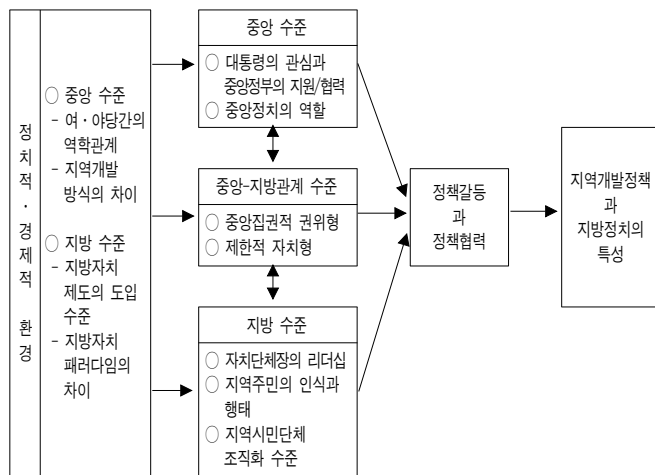 정치적·경제적 환경
○ 중앙 수준
- 여·야당간의
역학관계
- 지역개발
방식의 차이
○ 지방 수준
- 지방자치
제도의 도입
수준
- 지방자치
패러다임의
차이
중앙 수준
○ 대통령의 관심과
중앙정부의 지원/협력
○ 중앙정치의 역할
중앙-지방관계 수준
○ 중앙집권적 권위형
○ 제한적 자치형
지방 수준
○ 자치단체장의 리더십
○ 지역주민의 인식과
행태
○ 지역시민단체
조직화 수준
정책갈등
과
정책협력
지역개발정책
과
지방정치의
특성